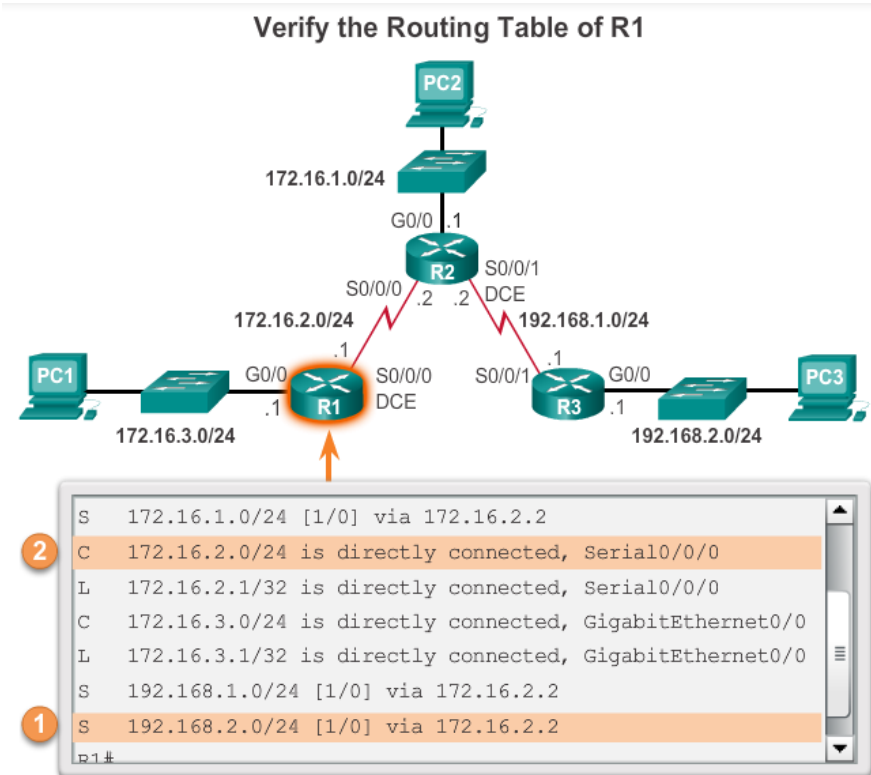 Verify the Routing Table of R1
PC2
172.16.1.0/24
G0/0 .1
R2
S0/0/1
DCE
S0/0/0
.2 .2
172.16.2.0/24
192.168.1.0/24
.1
.1
PC1
G0/0
S0/0/0
DCE
S0/0/1
G0/0
PC3
.1
R1
R3
.1
172.16.3.0/24
192.168.2.0/24
S 172.16.1.0/24 [1/0] via 172.16.2.2
2 C 172.16.2.0/24 is directly connected, Serial0/0/0
L 172.16.2.1/32 is directly connected, Serial0/0/0
C 172.16.3.0/24 is directly connected, GigabitEthernet0/0
L 172.16.3.1/32 is directly connected, GigabitEthernet0/0
S 192.168.1.0/24 [1/0] via 172.16.2.2
1 S 192.168.2.0/24 [1/0] via 172.16.2.2
R1#